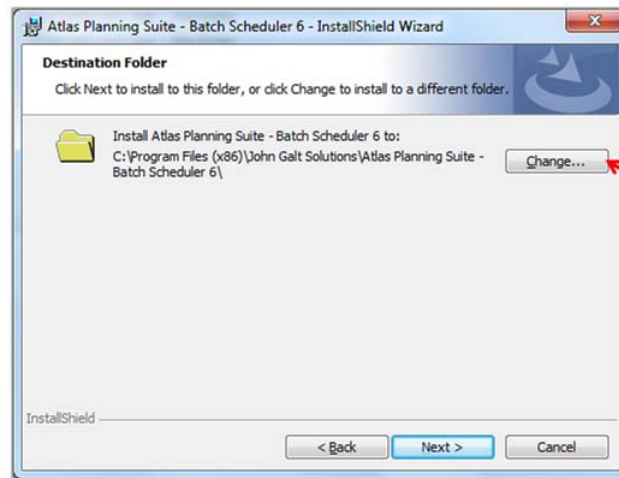 Atlas Planning Suite - Batch Scheduler 6 - InstallShield Wizard
Destination Folder
Click Next to install to this folder, or click Change to install to a different folder.
Install Atlas Planning Suite - Batch Scheduler 6 to:
C:\Program Files (x86)\John Galt Solutions\Atlas Planning Suite -
Batch Scheduler 6\
Change...
InstallShield
< Back
Next >
Cancel